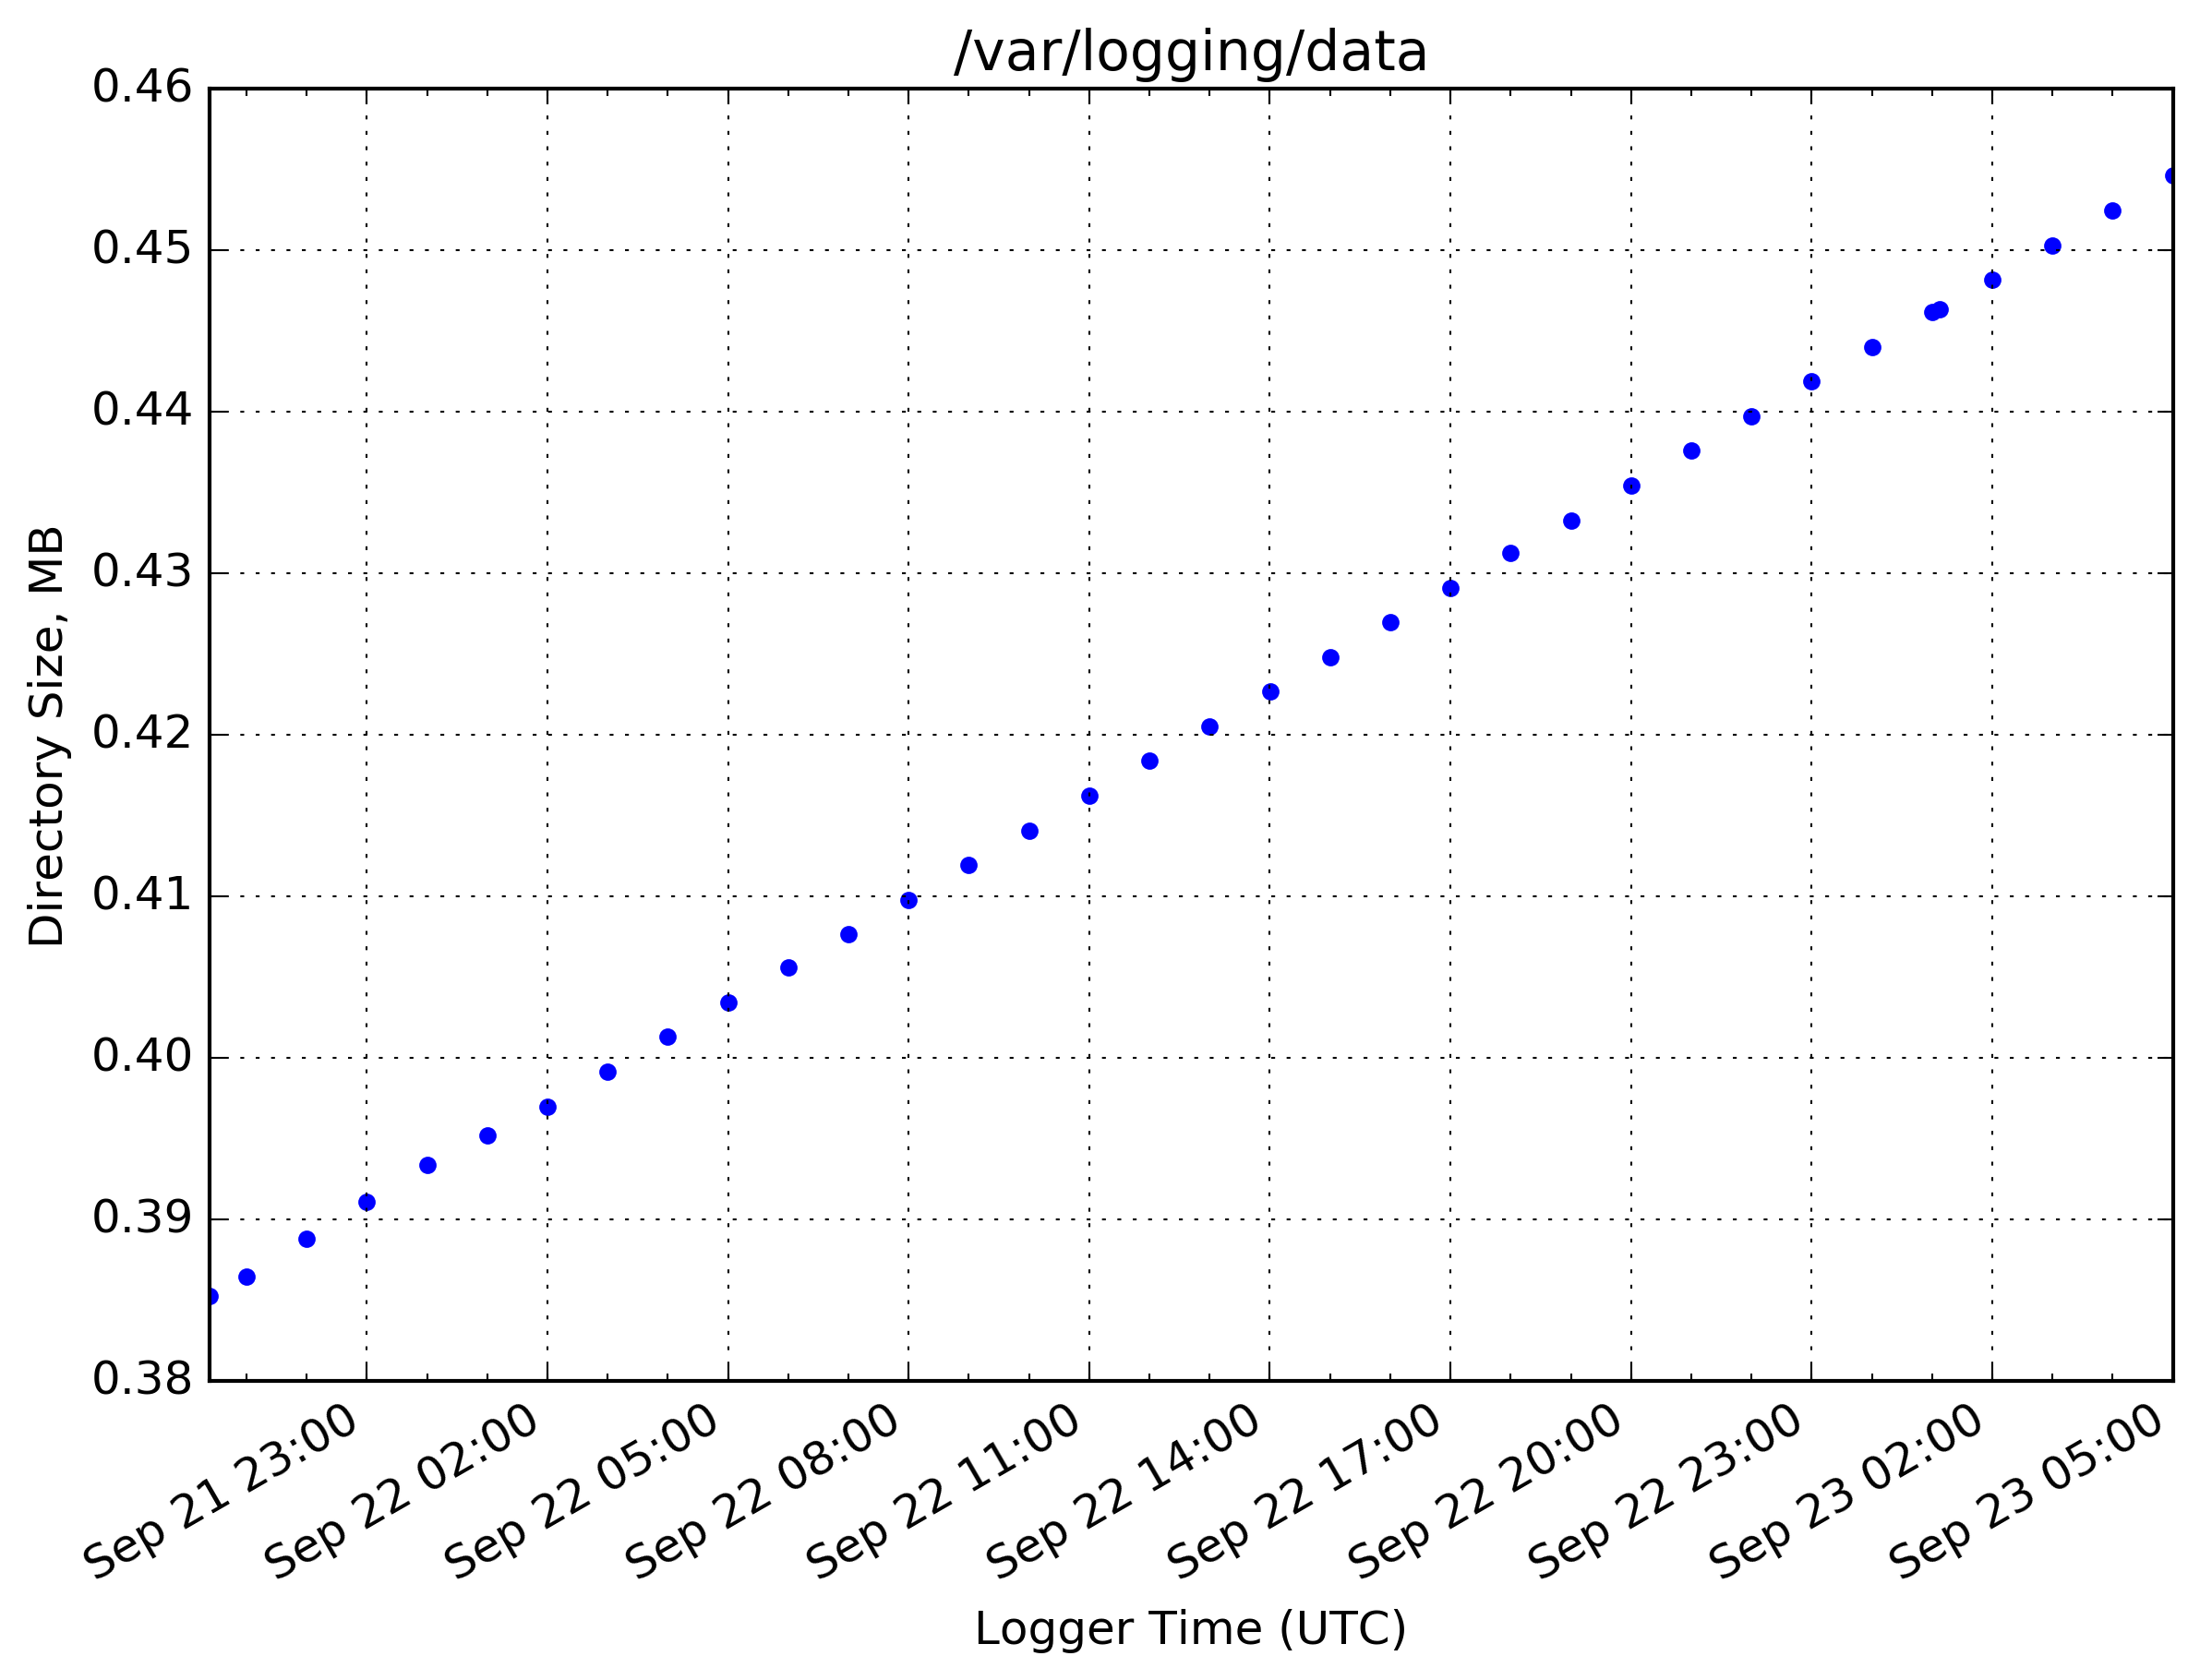 /var/logging/data
0.46
0.45
0.44
0.43
0.42
0.41
0.40
0.39
0.38
Directory Size, MB
Sep 21 23:00
Sep 22 02:00
Sep 22 05:00
Sep 22 08:00
Sep 22 11:00
Sep 22 14:00
Sep 22 17:00
Sep 22 20:00
Sep 22 23:00
Sep 23 02:00
Sep 23 05:00
Logger Time (UTC)